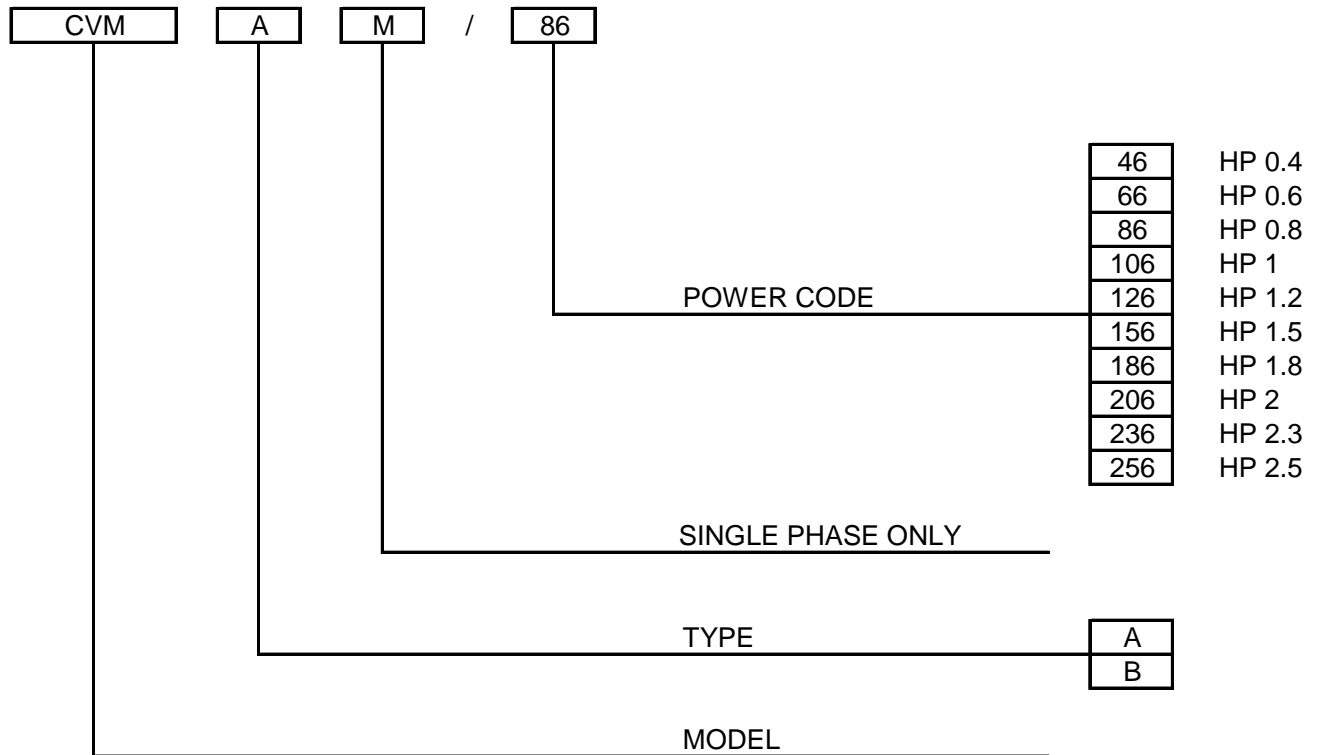 CVM A M / 86
46 HP 0.4
66 HP 0.6
86 HP 0.8
106 HP 1
POWER CODE 126 HP 1.2
156 HP 1.5
186 HP 1.8
206 HP 2
236 HP 2.3
256 HP 2.5
SINGLE PHASE ONLY
TYPE A
B
MODEL